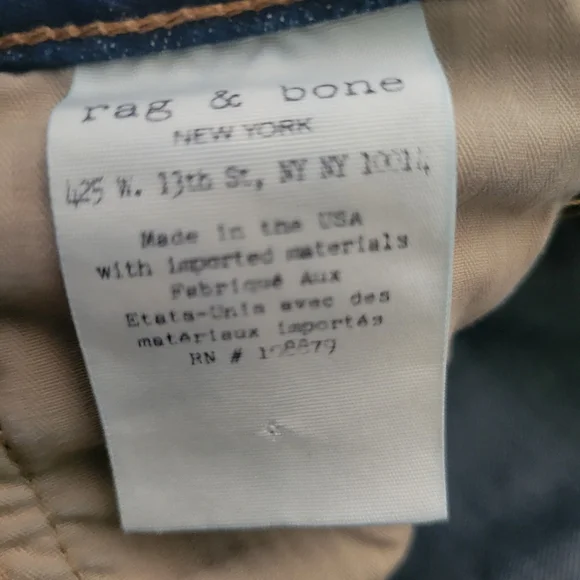 rag & bone
NEW YORK
425 W. 13th St, NY NY 10014
Made in the USA
with imported materials
Fabriqué Aux
Etats-Unis avec des
matériaux importés
RN #